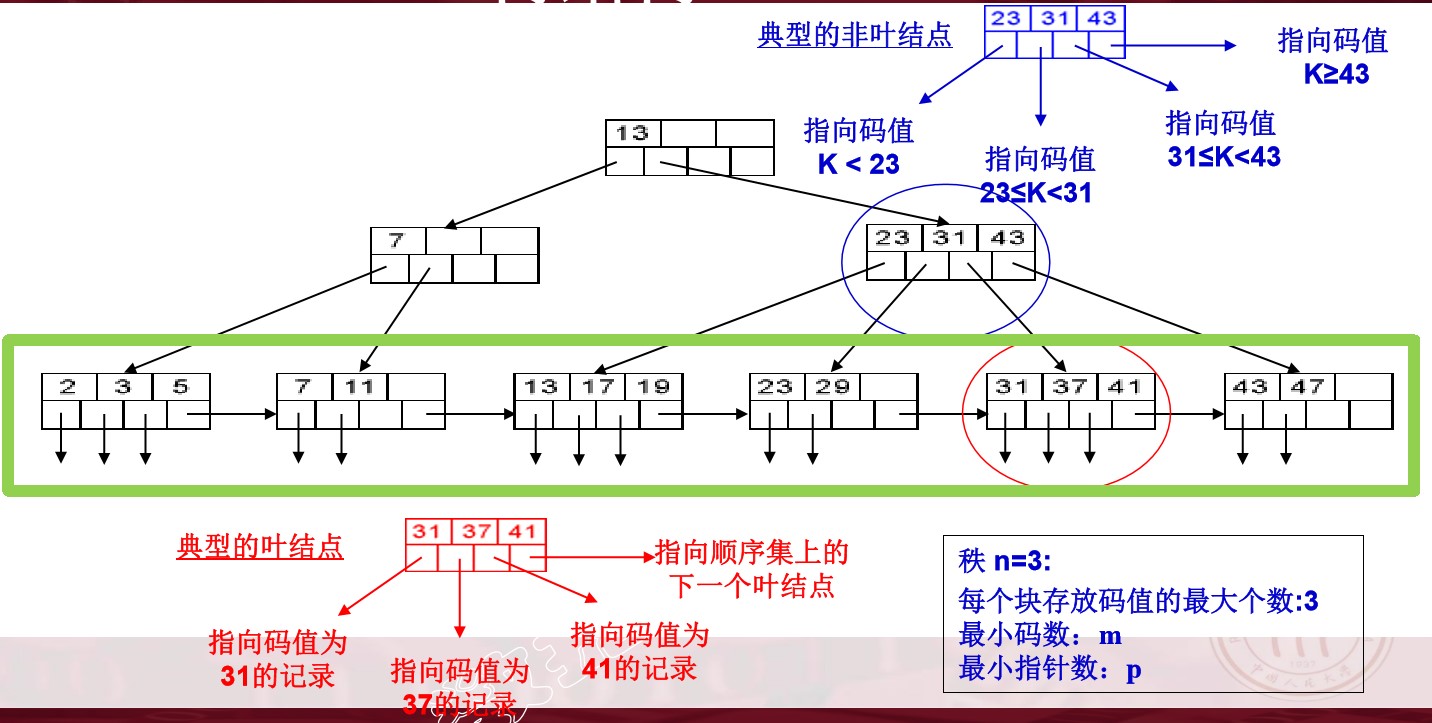 典型的非叶结点
23 31 43
指向码值
K≥43
指向码值
K < 23
指向码值
23≤K<31
指向码值
31≤K<43
13
7
23 31 43
2 3 5
7 11
13 17 19
23 29
31 37 41
43 47
典型的叶结点
31 37 41
指向顺序集上的
下一个叶结点
指向码值为
31的记录
指向码值为
37的记录
指向码值为
41的记录
秩 n=3:
每个块存放码值的最大个数:3
最小码数：m
最小指针数：p